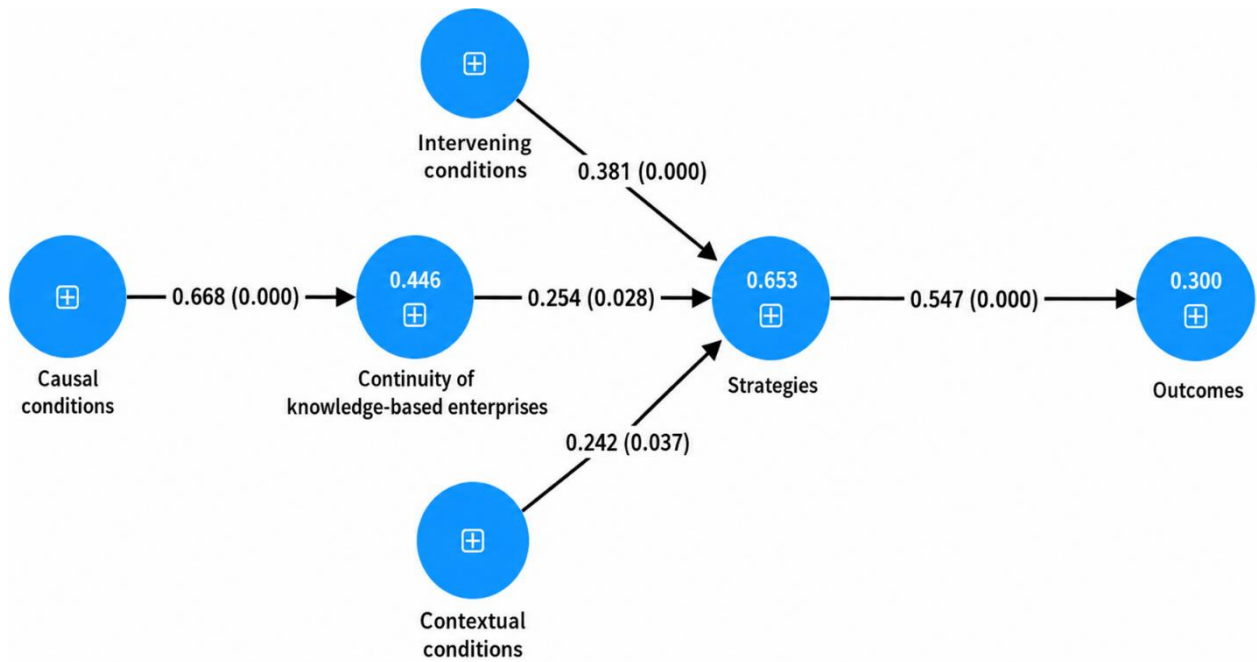 Intervening
conditions
0.381 (0.000)
0.668 (0.000)
0.446
0.254 (0.028)
0.653
0.547 (0.000)
0.300
Causal
conditions
Continuity of
knowledge-based enterprises
Strategies
Outcomes
0.242 (0.037)
Contextual
conditions